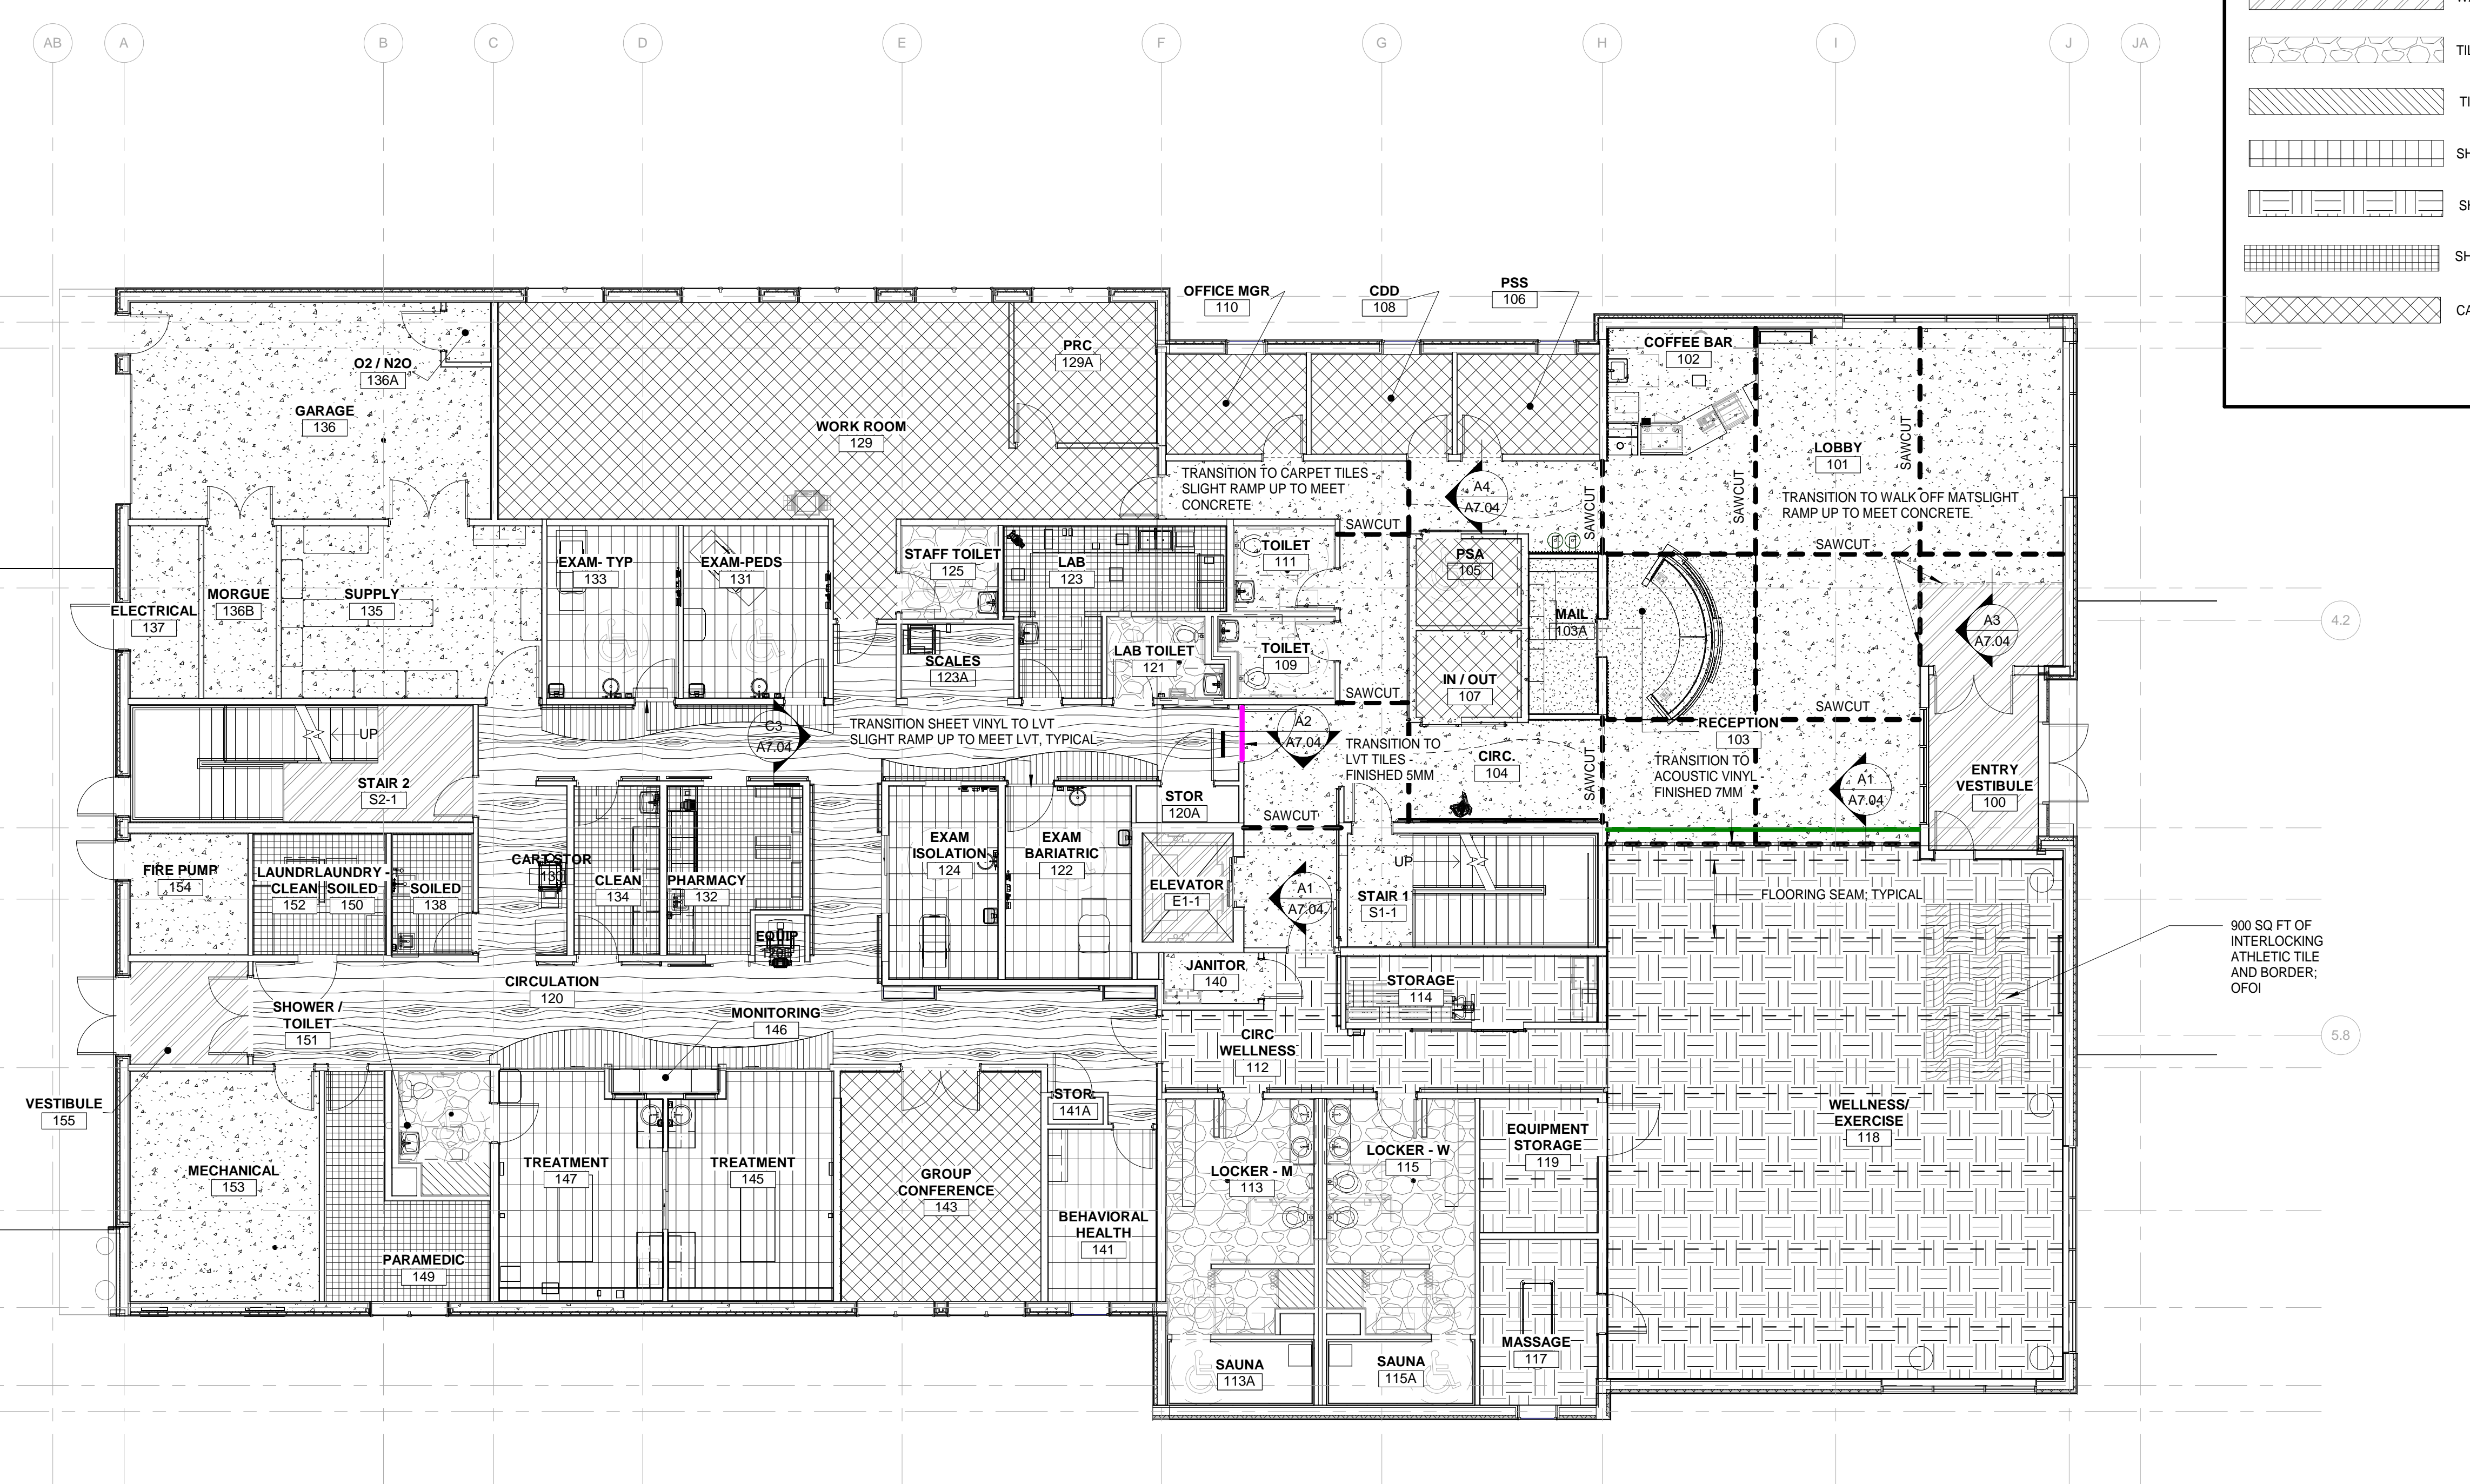 AB
A
B
C
D
E
F
G
H
I
J
JA
OFFICE MGR
110
CDD
108
PSS
106
COFFEE BAR
102
PRC
129A
O2 / N2O
136A
GARAGE
136
WORK ROOM
129
LOBBY
101
SAWCUT
SAWCUT
SAWCUT
TRANSITION TO CARPET TILES -
SLIGHT RAMP UP TO MEET
CONCRETE
A4
A7.04
TRANSITION TO WALK OFF MATSLIGHT
RAMP UP TO MEET CONCRETE.
SAWCUT
SAWCUT
EXAM- TYP
133
EXAM-PEDS
131
STAFF TOILET
125
LAB
123
TOILET
111
PSA
105
ELECTRICAL
137
MORGUE
136B
SUPPLY
135
MAIL
103A
A3
A7.04
4.2
SCALES
123A
LAB TOILET
121
TOILET
109
IN / OUT
107
SAWCUT
SAWCUT
UP
C3
A7.04
TRANSITION SHEET VINYL TO LVT
SLIGHT RAMP UP TO MEET LVT, TYPICAL
A2
A7.04
TRANSITION TO
LVT TILES -
FINISHED 5MM
CIRC.
104
SAWCUT
RECEPTION
103
TRANSITION TO
ACOUSTIC VINYL -
FINISHED 7MM
A1
A7.04
ENTRY
VESTIBULE
100
STAIR 2
S2-1
STOR
120A
SAWCUT
FIRE PUMP
154
LAUNDRLAUNDRY -
CLEAN
152
SOILED
150
SOILED
138
CART STOR
CLEAN
134
PHARMACY
132
EQUIP
EXAM
ISOLATION
124
EXAM
BARIATRIC
122
ELEVATOR
E1-1
A1
A7.04
UP
STAIR 1
S1-1
FLOORING SEAM; TYPICAL
900 SQ FT OF
INTERLOCKING
ATHLETIC TILE
AND BORDER;
OFOI
CIRCULATION
120
JANITOR
140
STORAGE
114
SHOWER /
TOILET
151
MONITORING
146
CIRC
WELLNESS
112
5.8
VESTIBULE
155
STOR
141A
WELLNESS/
EXERCISE
118
MECHANICAL
153
TREATMENT
147
TREATMENT
145
GROUP
CONFERENCE
143
LOCKER - M
113
LOCKER - W
115
EQUIPMENT
STORAGE
119
BEHAVIORAL
HEALTH
141
PARAMEDIC
149
SAUNA
113A
SAUNA
115A
MASSAGE
117